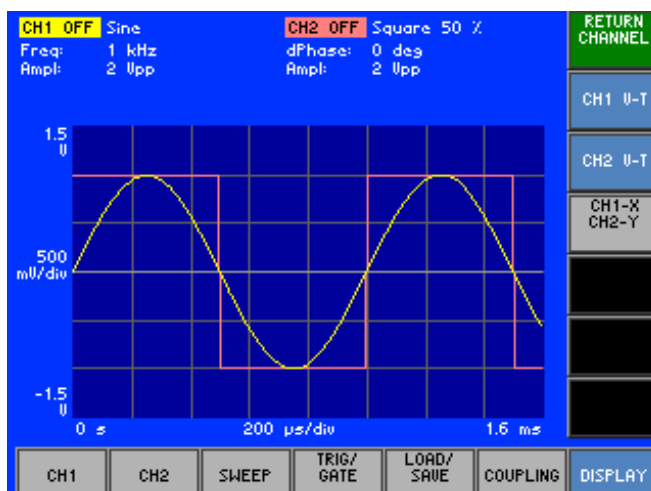 CH1 OFF Sine
Freq: 1 kHz
Ampl: 2 Vpp
CH2 OFF Square 50 %
dPhase: 0 deg
Ampl: 2 Vpp
RETURN
CHANNEL
CH1 V-T
CH2 V-T
CH1-X
CH2-Y
1.5
V
500
mV/div
-1.5
V
0 s
200 µs/div
1.6 ms
CH1
CH2
SWEEP
TRIG/
GATE
LOAD/
SAVE
COUPLING
DISPLAY